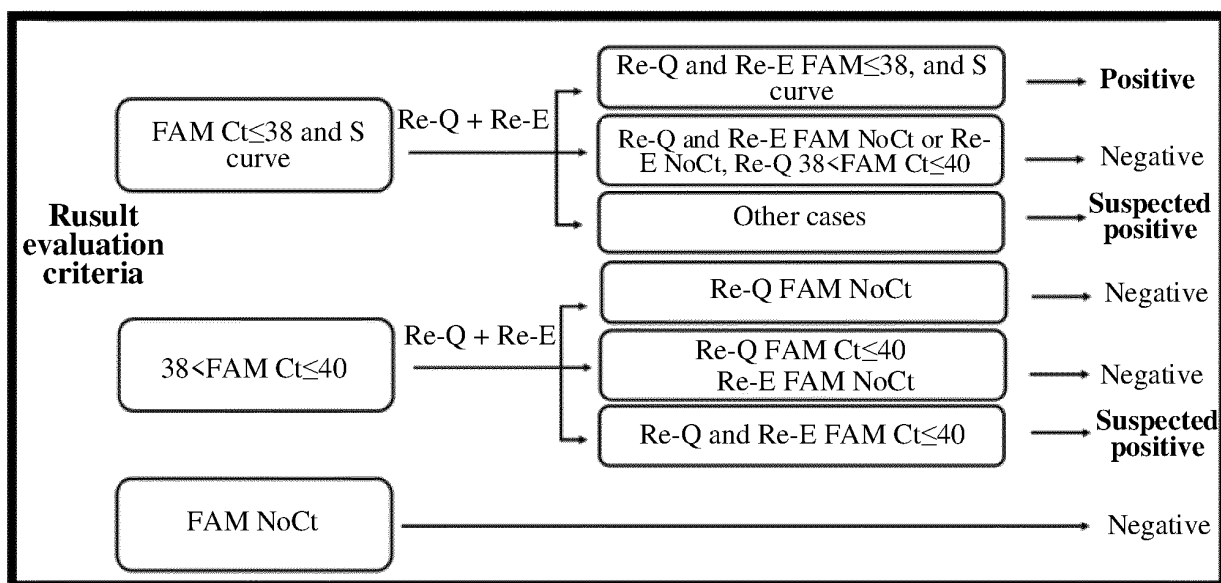 Rusult
evaluation
criteria
FAM Ct≤38 and S
curve
Re-Q + Re-E
Re-Q and Re-E FAM≤38, and S
curve
Positive
Re-Q and Re-E FAM NoCt or Re-
E NoCt, Re-Q 38<FAM Ct≤40
Negative
Other cases
Suspected
positive
38<FAM Ct≤40
Re-Q + Re-E
Re-Q FAM NoCt
Negative
Re-Q FAM Ct≤40
Re-E FAM NoCt
Negative
Re-Q and Re-E FAM Ct≤40
Suspected
positive
FAM NoCt
Negative